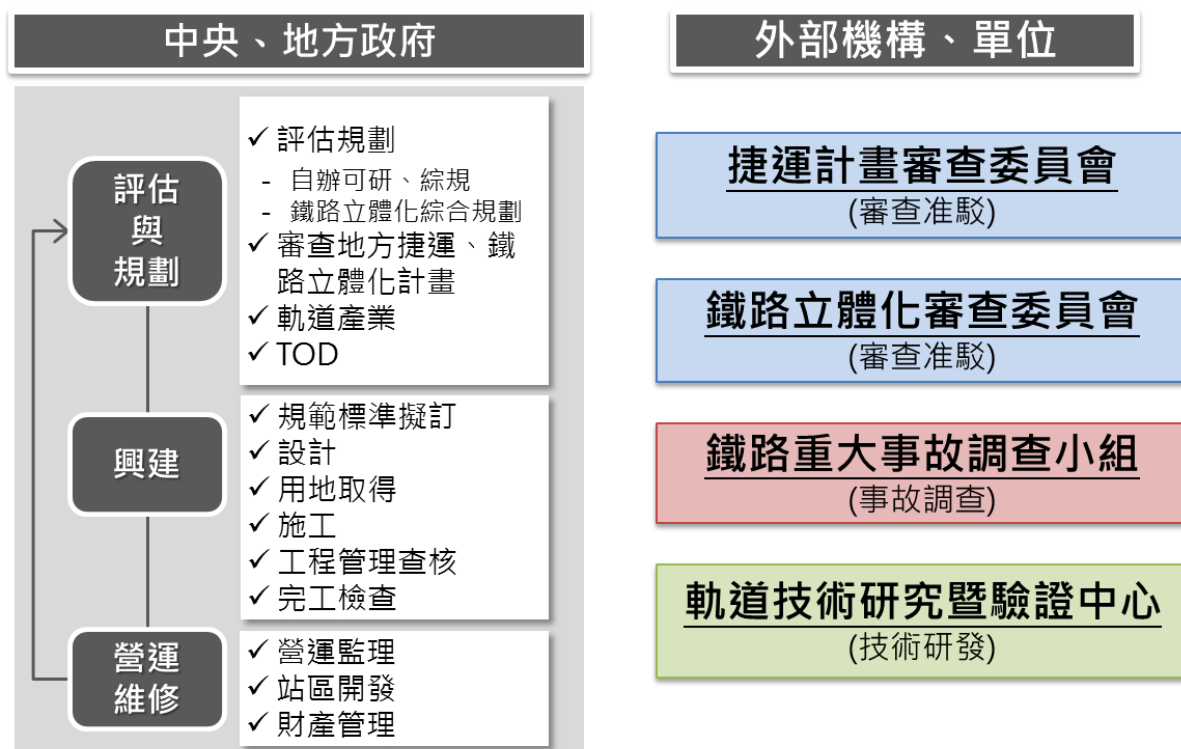 中央、地方政府
評估
與
規劃
✓ 評估規劃
- 自辦可研、綜規
- 鐵路立體化綜合規劃
✓ 審查地方捷運、鐵
路立體化計畫
✓ 軌道產業
✓ TOD
興建
✓ 規範標準擬訂
✓ 設計
✓ 用地取得
✓ 施工
✓ 工程管理查核
✓ 完工檢查
營運
維修
✓ 營運監理
✓ 站區開發
✓ 財產管理
外部機構、單位
捷運計畫審查委員會
(審查准駁)
鐵路立體化審查委員會
(審查准駁)
鐵路重大事故調查小組
(事故調查)
軌道技術研究暨驗證中心
(技術研發)